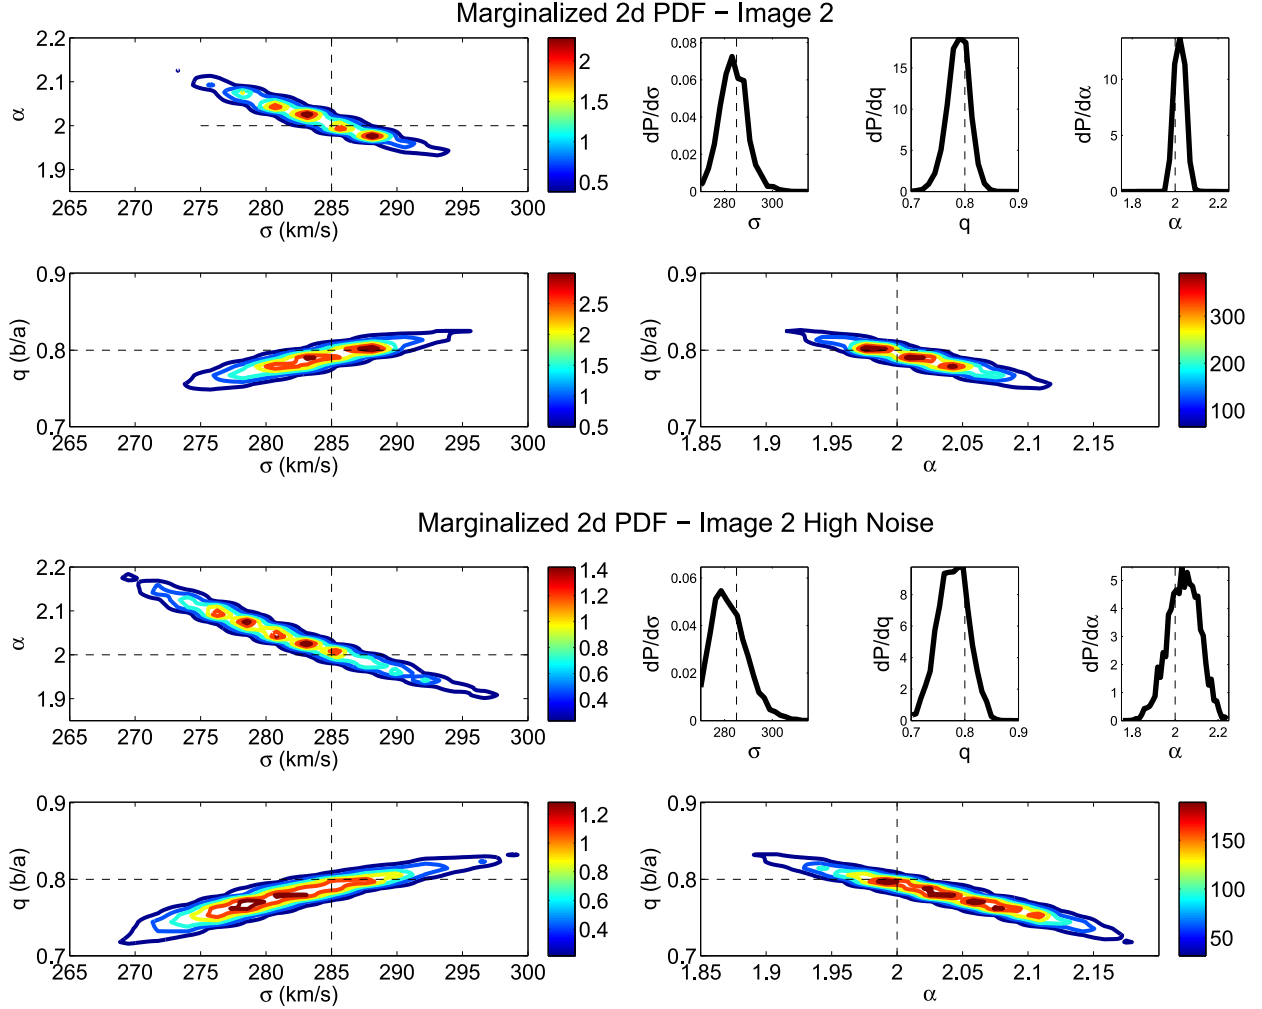 Marginalized 2d PDF − Image 2
2.2
2.1
2
1.9
α
265 270 275 280 285 290 295 300
σ (km/s)
2
1.5
1
0.5
0.08
0.06
0.04
0.02
0
dP/dσ
280 300
σ
15
10
5
0
dP/dq
0.7 0.8 0.9
q
10
5
0
dP/dα
1.8 2 2.2
α
0.9
0.8
0.7
q (b/a)
265 270 275 280 285 290 295 300
σ (km/s)
2.5
2
1.5
1
0.5
0.9
0.8
0.7
q (b/a)
1.85 1.9 1.95 2 2.05 2.1 2.15
α
300
200
100
Marginalized 2d PDF − Image 2 High Noise
2.2
2.1
2
1.9
α
265 270 275 280 285 290 295 300
σ (km/s)
1.4
1.2
1
0.8
0.6
0.4
0.06
0.04
0.02
0
dP/dσ
280 300
σ
8
6
4
2
0
dP/dq
0.7 0.8 0.9
q
5
4
3
2
1
0
dP/dα
1.8 2 2.2
α
0.9
0.8
0.7
q (b/a)
265 270 275 280 285 290 295 300
σ (km/s)
1.2
1
0.8
0.6
0.4
0.9
0.8
0.7
q (b/a)
1.85 1.9 1.95 2 2.05 2.1 2.15
α
150
100
50